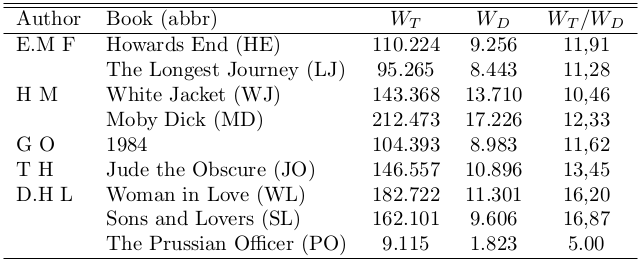 Author Book (abbr) W_T W_D W_T/W_D
E.M F Howards End (HE) 110.224 9.256 11,91
The Longest Journey (LJ) 95.265 8.443 11,28
H M White Jacket (WJ) 143.368 13.710 10,46
Moby Dick (MD) 212.473 17.226 12,33
G O 1984 104.393 8.983 11,62
T H Jude the Obscure (JO) 146.557 10.896 13,45
D.H L Woman in Love (WL) 182.722 11.301 16,20
Sons and Lovers (SL) 162.101 9.606 16,87
The Prussian Officer (PO) 9.115 1.823 5.00